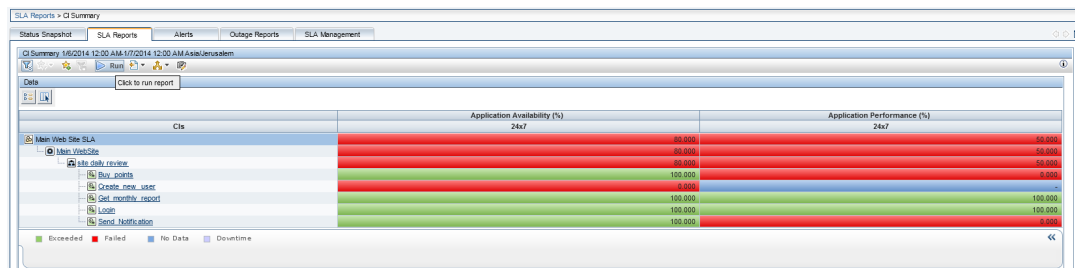 SLA Reports > CI Summary
Status Snapshot SLA Reports Alerts Outage Reports SLA Management
CI Summary 1/6/2014 12:00 AM-1/7/2014 12:00 AM Asia/Jerusalem
Run
Data Click to run report
Application Availability (%) Application Performance (%)
CIs 24x7 24x7
Main Web Site SLA 80.000 50.000
Main WebSite 80.000 50.000
site daily review 80.000 50.000
Buy_points 100.000 0.000
Create_new_user 0.000 -
Get_monthly_report 100.000 100.000
Login 100.000 100.000
Send_Notification 100.000 0.000
Exceeded Failed No Data Downtime